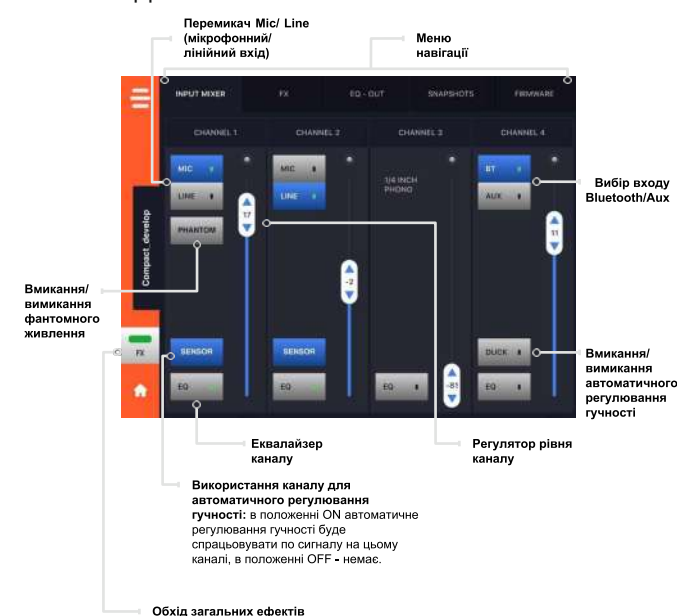 Перемикач Mic/ Line
(мікрофонний/
лінійний вхід)
Меню
навігації
INPUT MIXER
FX
EQ - OUT
SNAPSHOTS
FIRMWARE
CHANNEL 1
CHANNEL 2
CHANNEL 3
CHANNEL 4
MIC
MIC
1/4 INCH
PHONO
BT
LINE
LINE
AUX
17
11
PHANTOM
-2
Compact_develop
Вибір входу
Bluetooth/Aux
Вмикання/
вимикання
фантомного
живлення
FX
SENSOR
SENSOR
DUCK
EQ
EQ
EQ
-81
EQ
Вмикання/
вимикання
автоматичного
регулювання
гучності
Еквалайзер
каналу
Регулятор рівня
каналу
Використання каналу для
автоматичного регулювання
гучності: в положенні ON автоматичне
регулювання гучності буде
спрацьовувати по сигналу на цьому
каналі, в положенні OFF - немає.
Обхід загальних ефектів